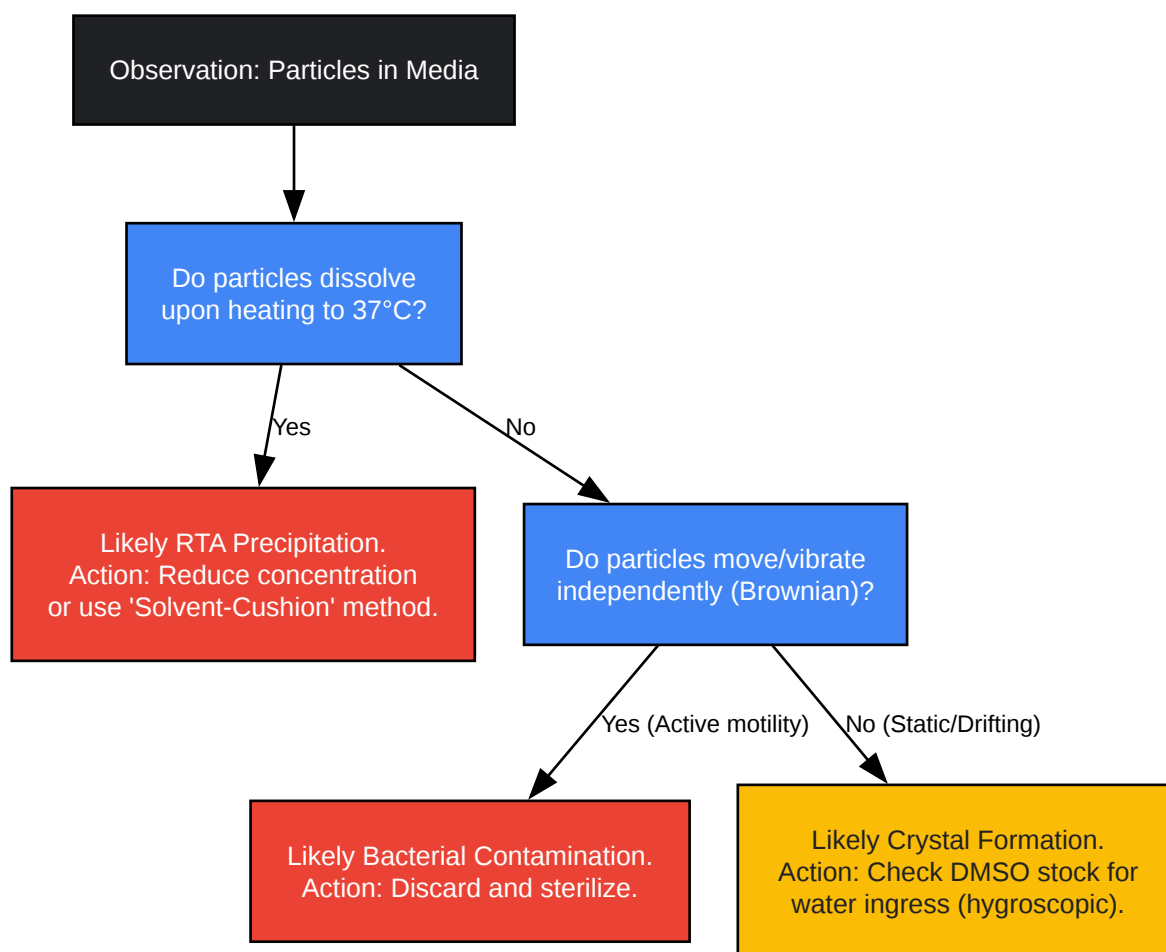 Observation: Particles in Media
Do particles dissolve
upon heating to 37°C?
Yes
No
Likely RTA Precipitation.
Action: Reduce concentration
or use 'Solvent-Cushion' method.
Do particles move/vibrate
independently (Brownian)?
Yes (Active motility)
No (Static/Drifting)
Likely Bacterial Contamination.
Action: Discard and sterilize.
Likely Crystal Formation.
Action: Check DMSO stock for
water ingress (hygroscopic).